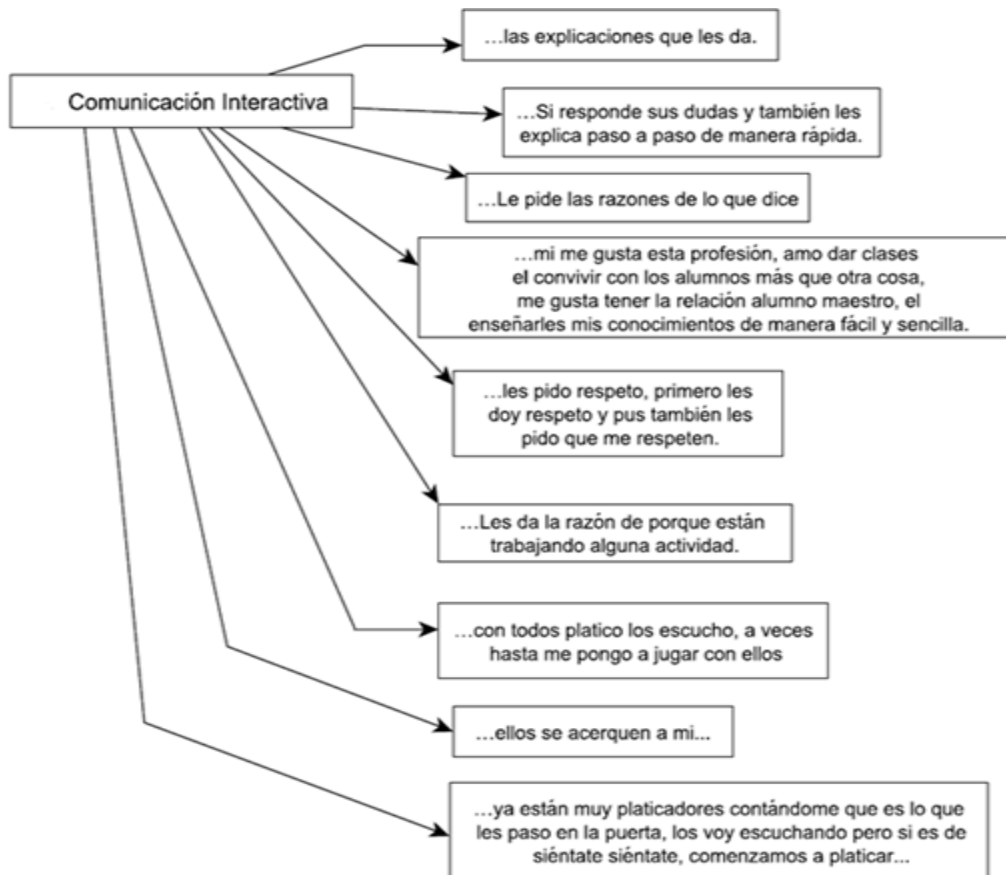 …las explicaciones que les da.
Comunicación Interactiva
…Si responde sus dudas y también les
explica paso a paso de manera rápida.
…Le pide las razones de lo que dice
…mi me gusta esta profesión, amo dar clases
el convivir con los alumnos más que otra cosa,
me gusta tener la relación alumno maestro, el
enseñarles mis conocimientos de manera fácil y sencilla.
…les pido respeto, primero les
doy respeto y pus también les
pido que me respeten.
…Les da la razón de porque están
trabajando alguna actividad.
…con todos platico los escucho, a veces
hasta me pongo a jugar con ellos
…ellos se acerquen a mi...
…ya están muy platicadores contándome que es lo que
les paso en la puerta, los voy escuchando pero si es de
siéntate siéntate, comenzamos a platicar...